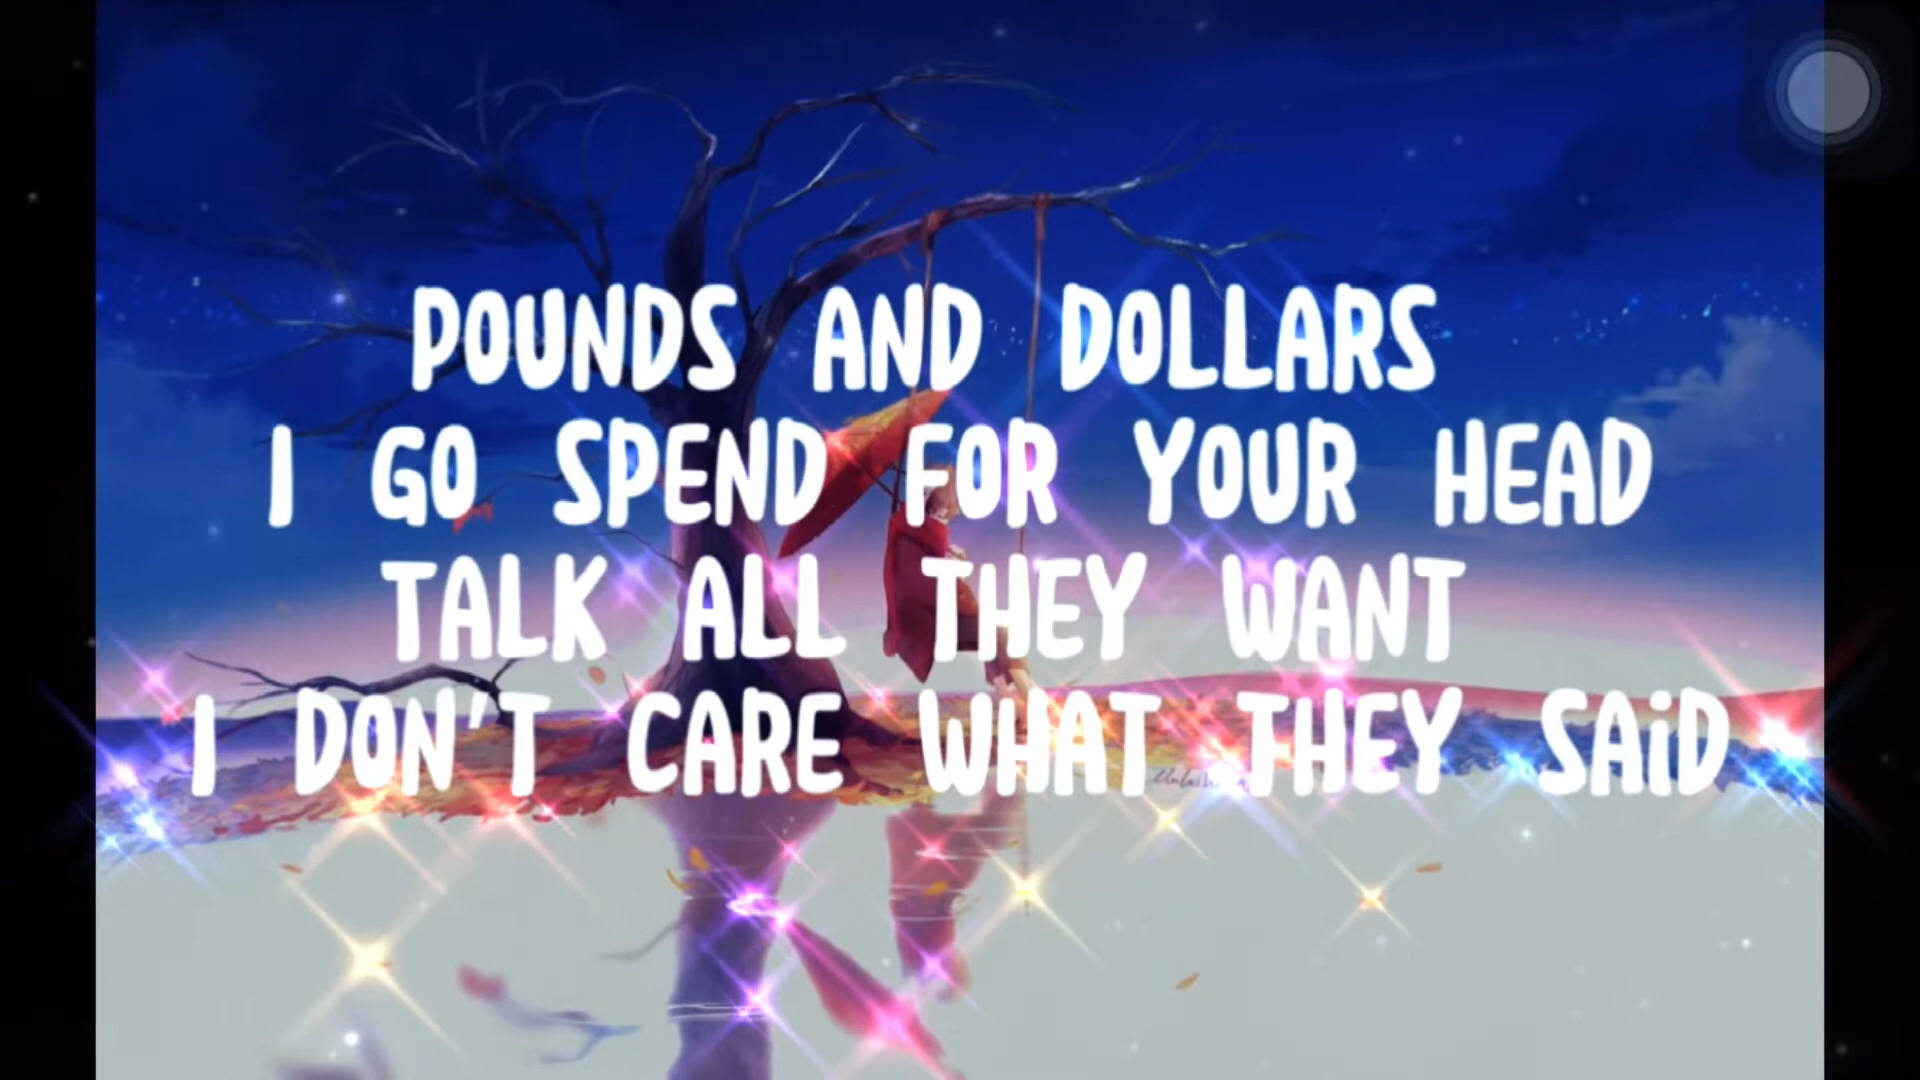 POUNDS AND DOLLARS
I GO SPEND FOR YOUR HEAD
TALK ALL THEY WANT
I DON'T CARE WHAT THEY SAiD